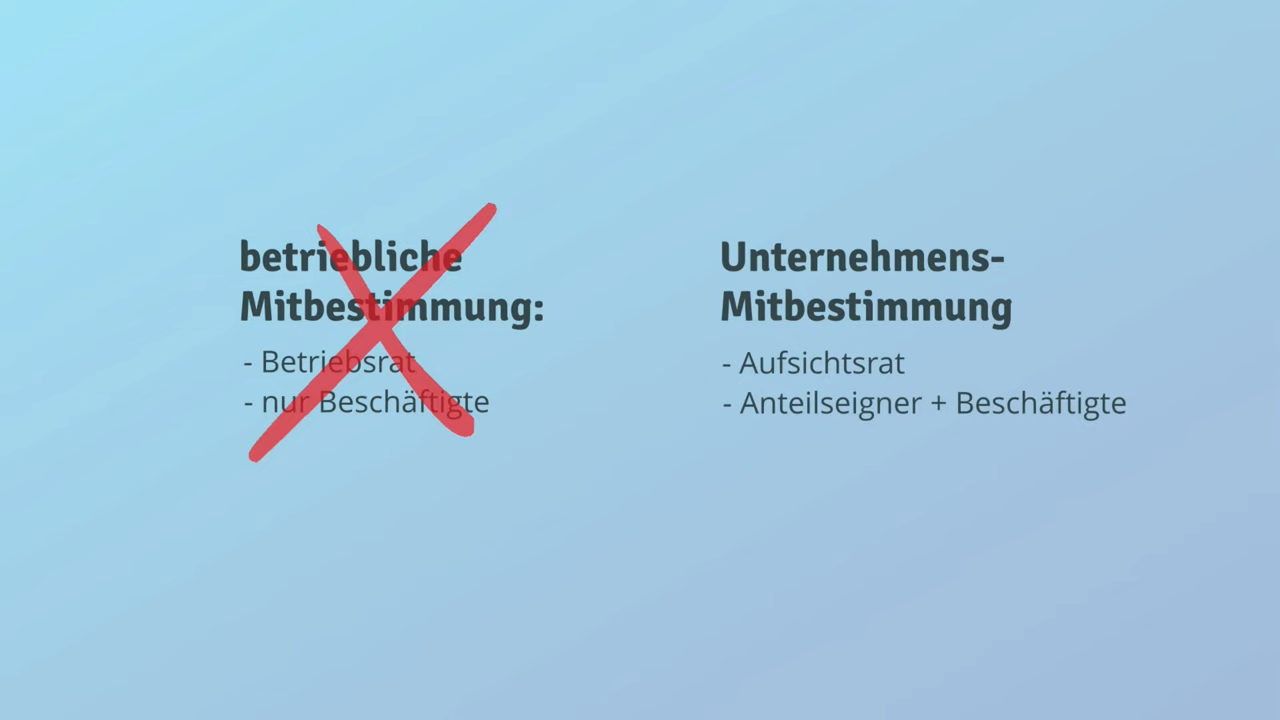 betriebliche
Mitbestimmung:
- Betriebsrat
- nur Beschäftigte
Unternehmens-
Mitbestimmung
- Aufsichtsrat
- Anteilseigner + Beschäftigte